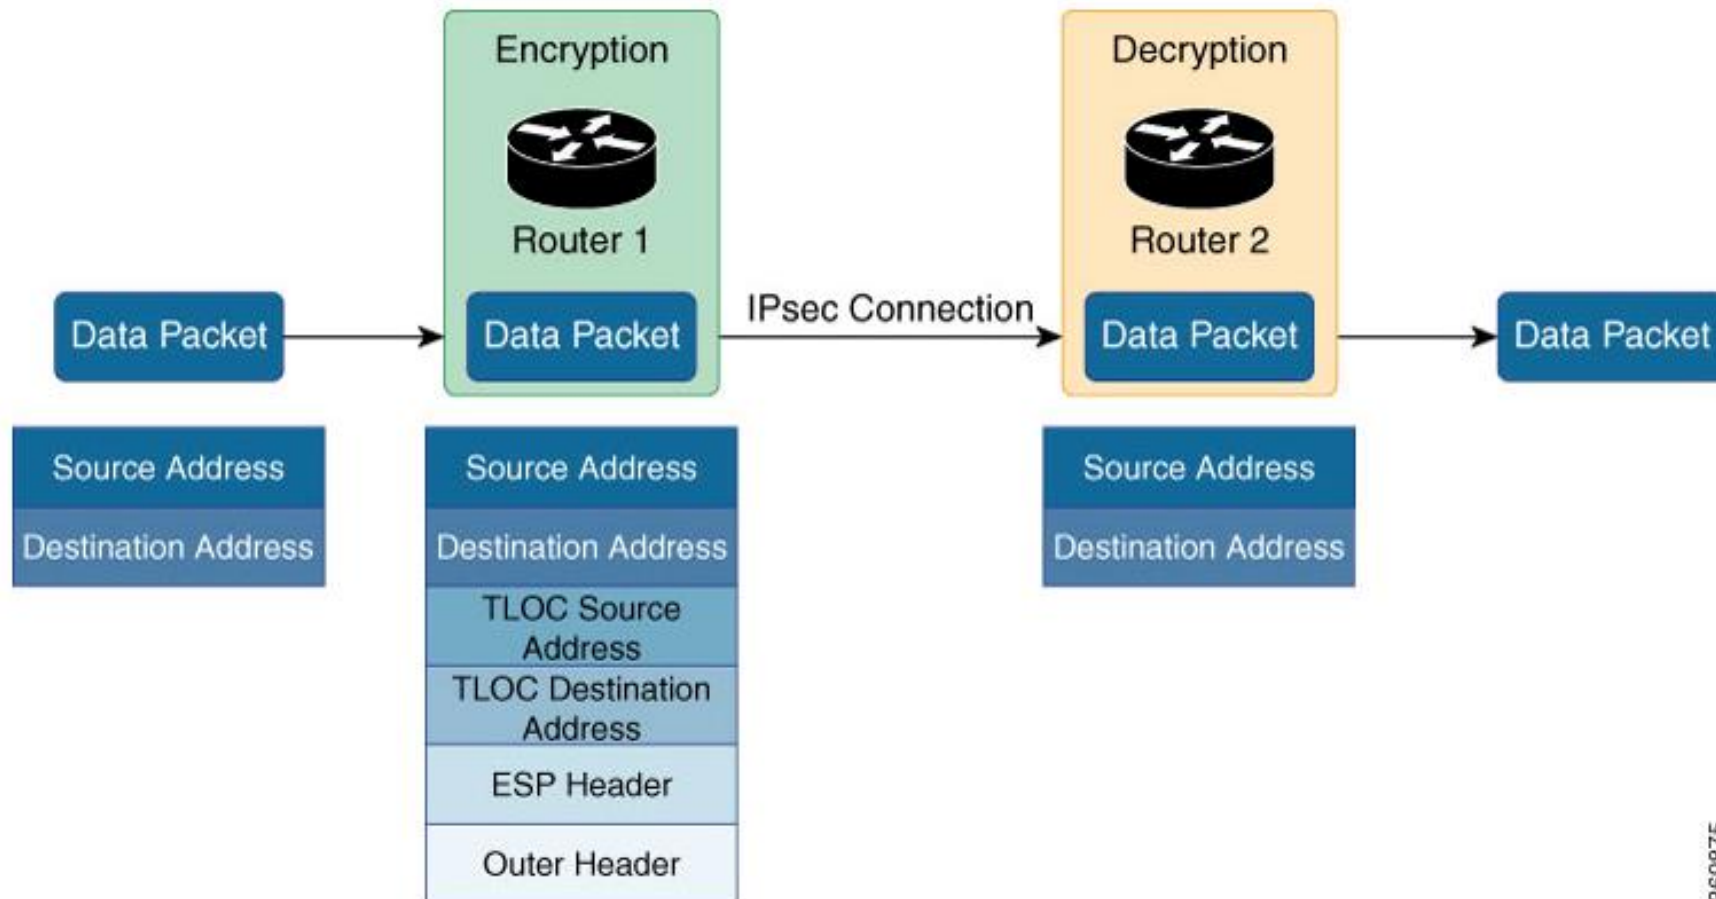 Encryption
Decryption
Router 1
Router 2
Data Packet
Data Packet
IPsec Connection
Data Packet
Data Packet
Source Address
Destination Address
Source Address
Destination Address
TLOC Source
Address
TLOC Destination
Address
ESP Header
Outer Header
Source Address
Destination Address